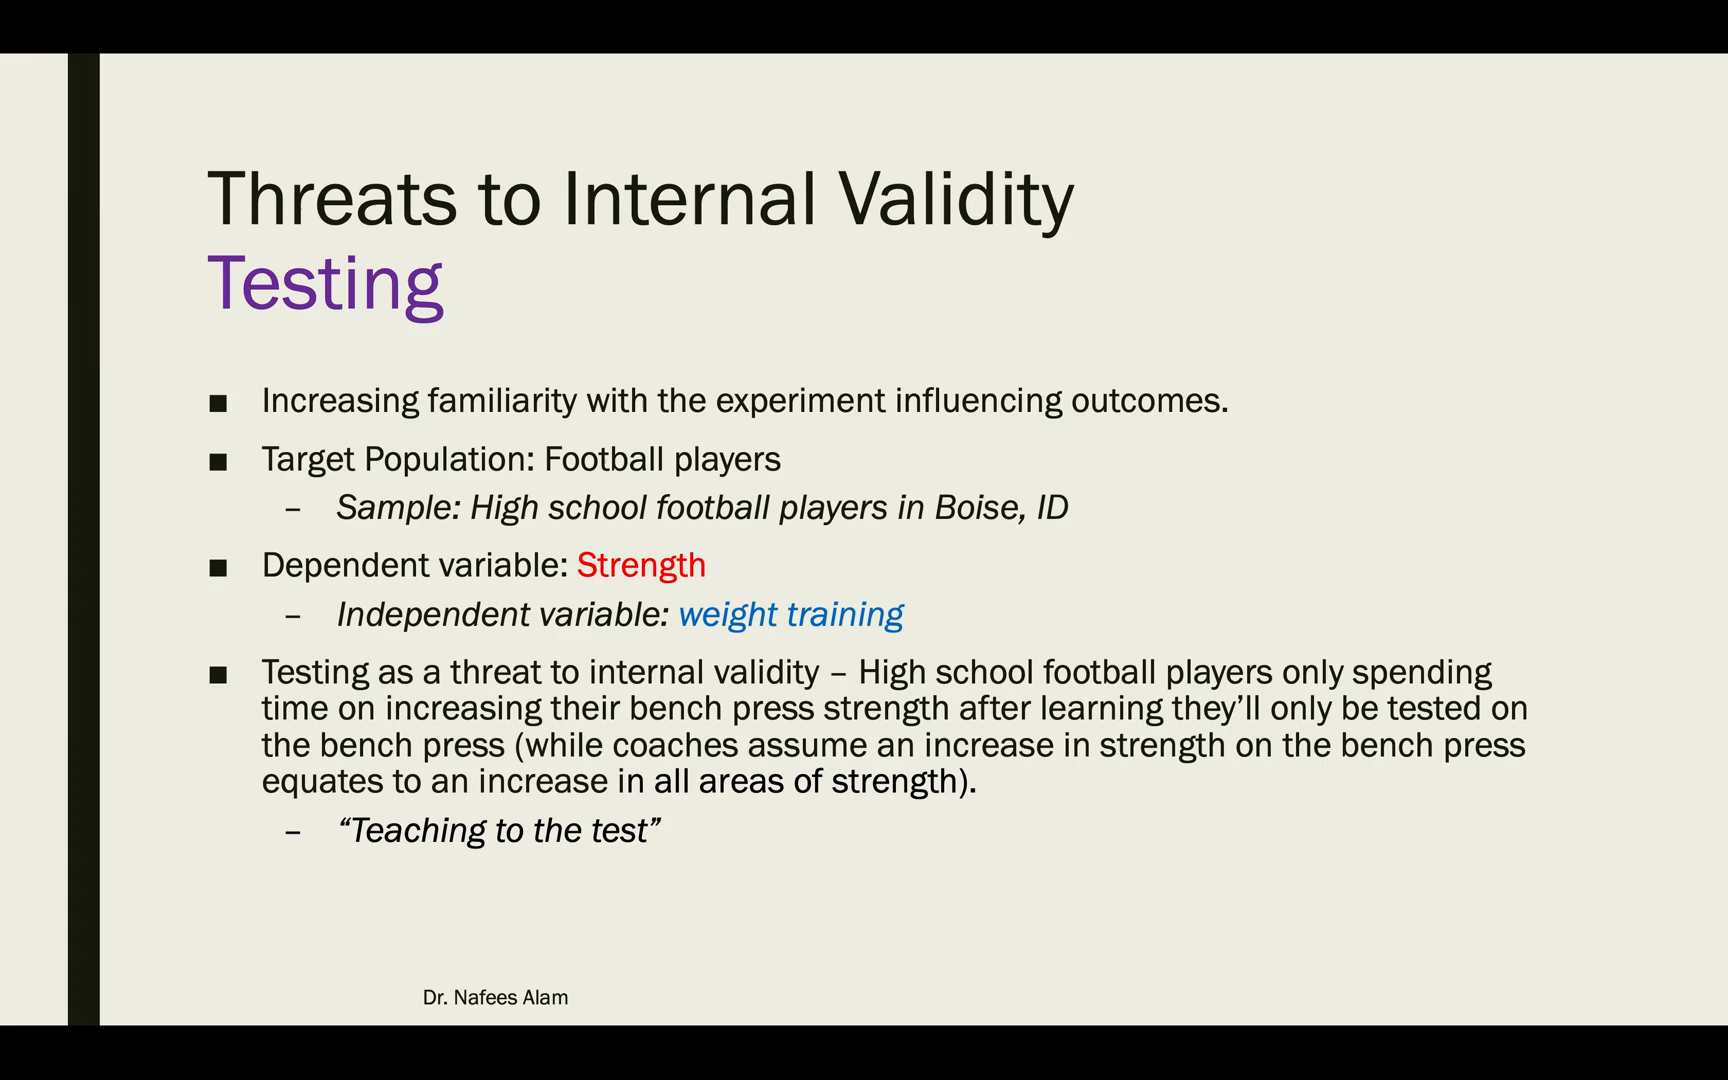 Threats to Internal Validity
Testing
■ Increasing familiarity with the experiment influencing outcomes.
■ Target Population: Football players
– Sample: High school football players in Boise, ID
■ Dependent variable: Strength
– Independent variable: weight training
■ Testing as a threat to internal validity – High school football players only spending
time on increasing their bench press strength after learning they’ll only be tested on
the bench press (while coaches assume an increase in strength on the bench press
equates to an increase in all areas of strength).
– “Teaching to the test”
Dr. Nafees Alam